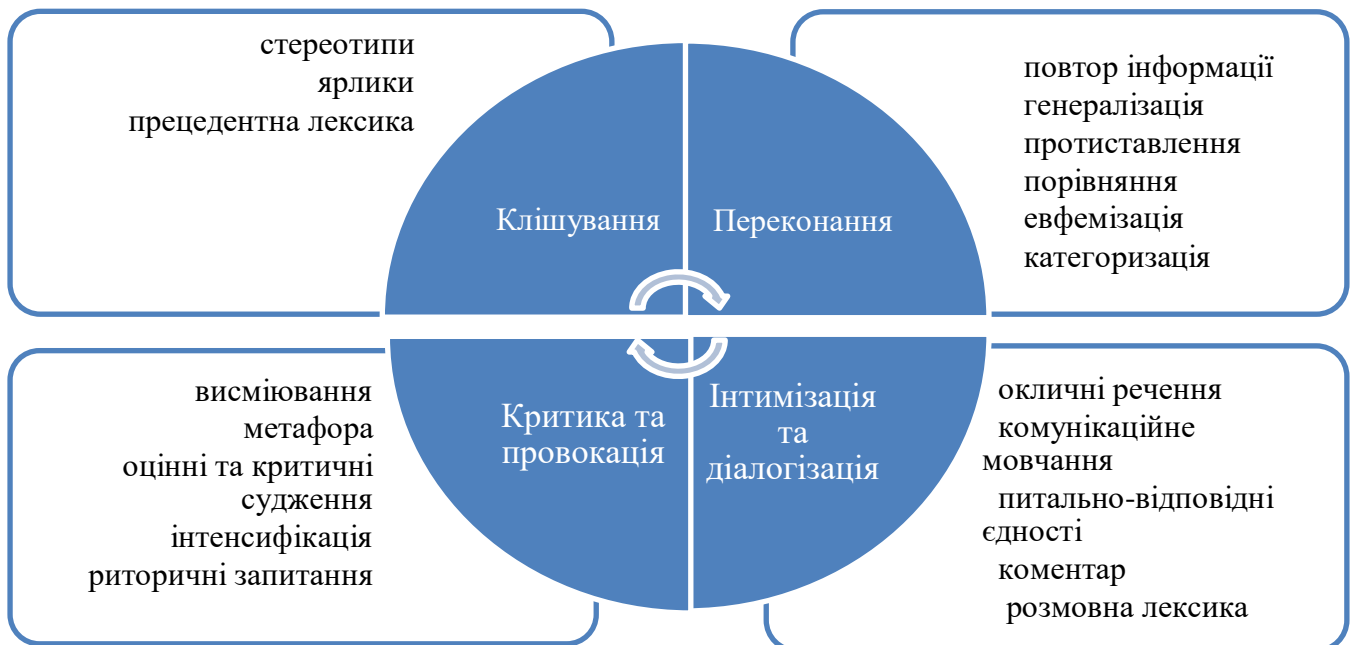 стереотипи
ярлики
прецедентна лексика
Клішування
Переконання
повтор інформації
генералізація
протиставлення
порівняння
евфемізація
категоризація
висміювання
метафора
оцінні та критичні
судження
інтенсифікація
риторичні запитання
Критика та
провокація
Інтимізація
та
діалогізація
окличні речення
комунікаційне
мовчання
питально-відповідні
єдності
коментар
розмовна лексика